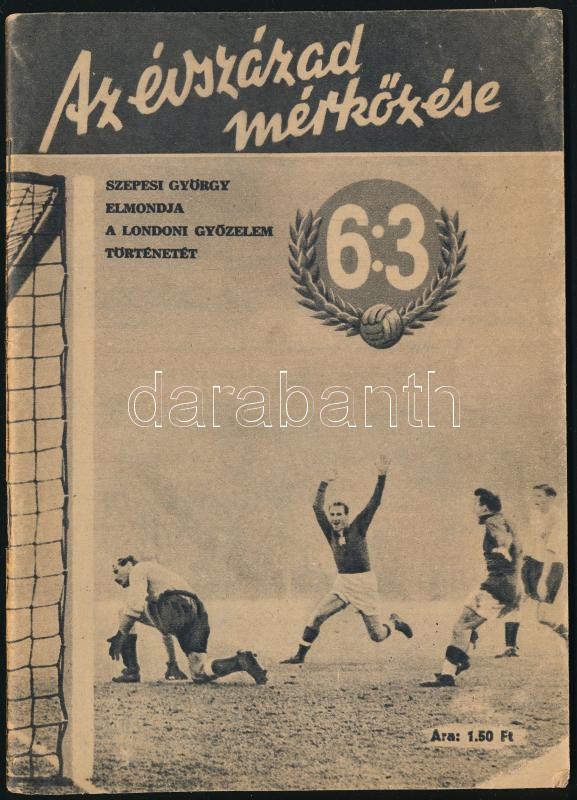 Az évszázad
mérkőzése
SZEPESI GYÖRGY
ELMONDJA
A LONDONI GYŐZELEM
TÖRTÉNETÉT
6:3
darabanth
Ára: 1.50 Ft